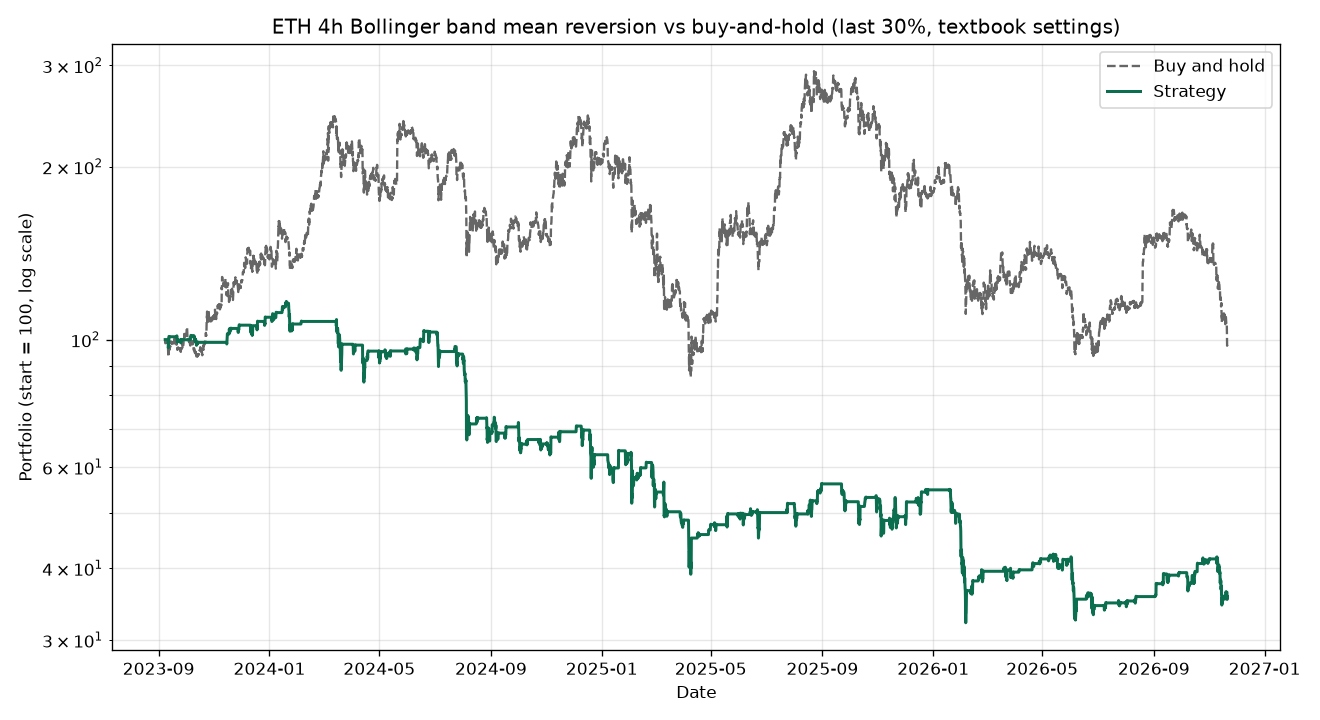 ETH 4h Bollinger band mean reversion vs buy-and-hold (last 30%, textbook settings)
Buy and hold
Strategy
Portfolio (start = 100, log scale)
3 × 10²
2 × 10²
10²
6 × 10¹
4 × 10¹
3 × 10¹
2023-09 2024-01 2024-05 2024-09 2025-01 2025-05 2025-09 2026-01 2026-05 2026-09 2027-01
Date